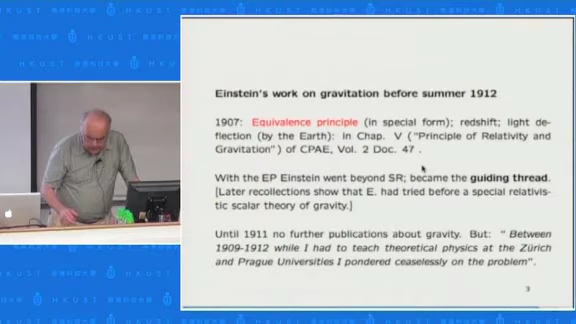 Einstein's work on gravitation before summer 1912
1907: Equivalence principle (in special form); redshift; light de-
flection (by the Earth): in Chap. V ("Principle of Relativity and
Gravitation") of CPAE, Vol. 2 Doc. 47 .
With the EP Einstein went beyond SR; became the guiding thread.
[Later recollections show that E. had tried before a special relativis-
tic scalar theory of gravity.]
Until 1911 no further publications about gravity. But: " Between
1909-1912 while I had to teach theoretical physics at the Zürich
and Prague Universities I pondered ceaselessly on the problem".
3
HKUST